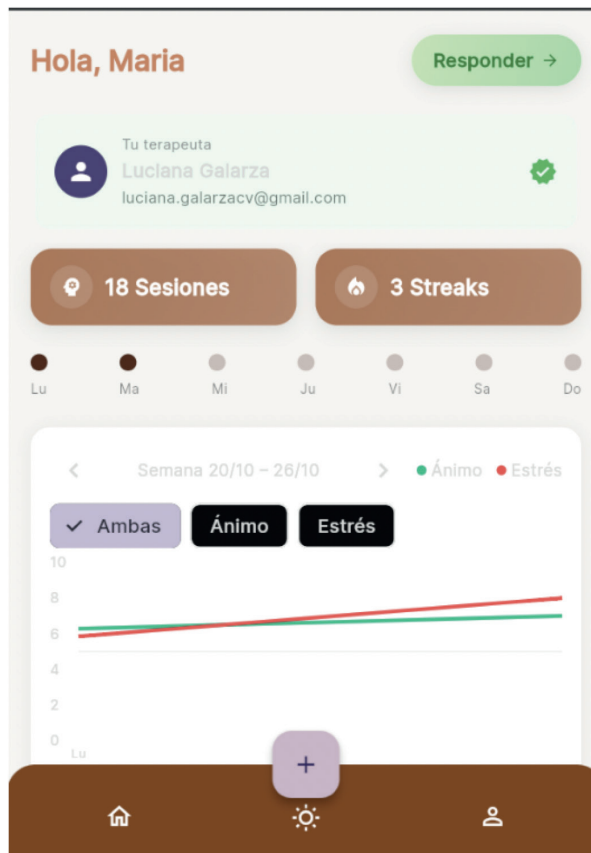 Hola, Maria
Responder →
Tu terapeuta
Luciana Galarza
luciana.galarzacv@gmail.com
18 Sesiones
3 Streaks
Lu Ma Mi Ju Vi Sa Do
Semana 20/10 – 26/10
Ánimo Estrés
Ambas Ánimo Estrés
10
8
6
4
2
0
Lu
+